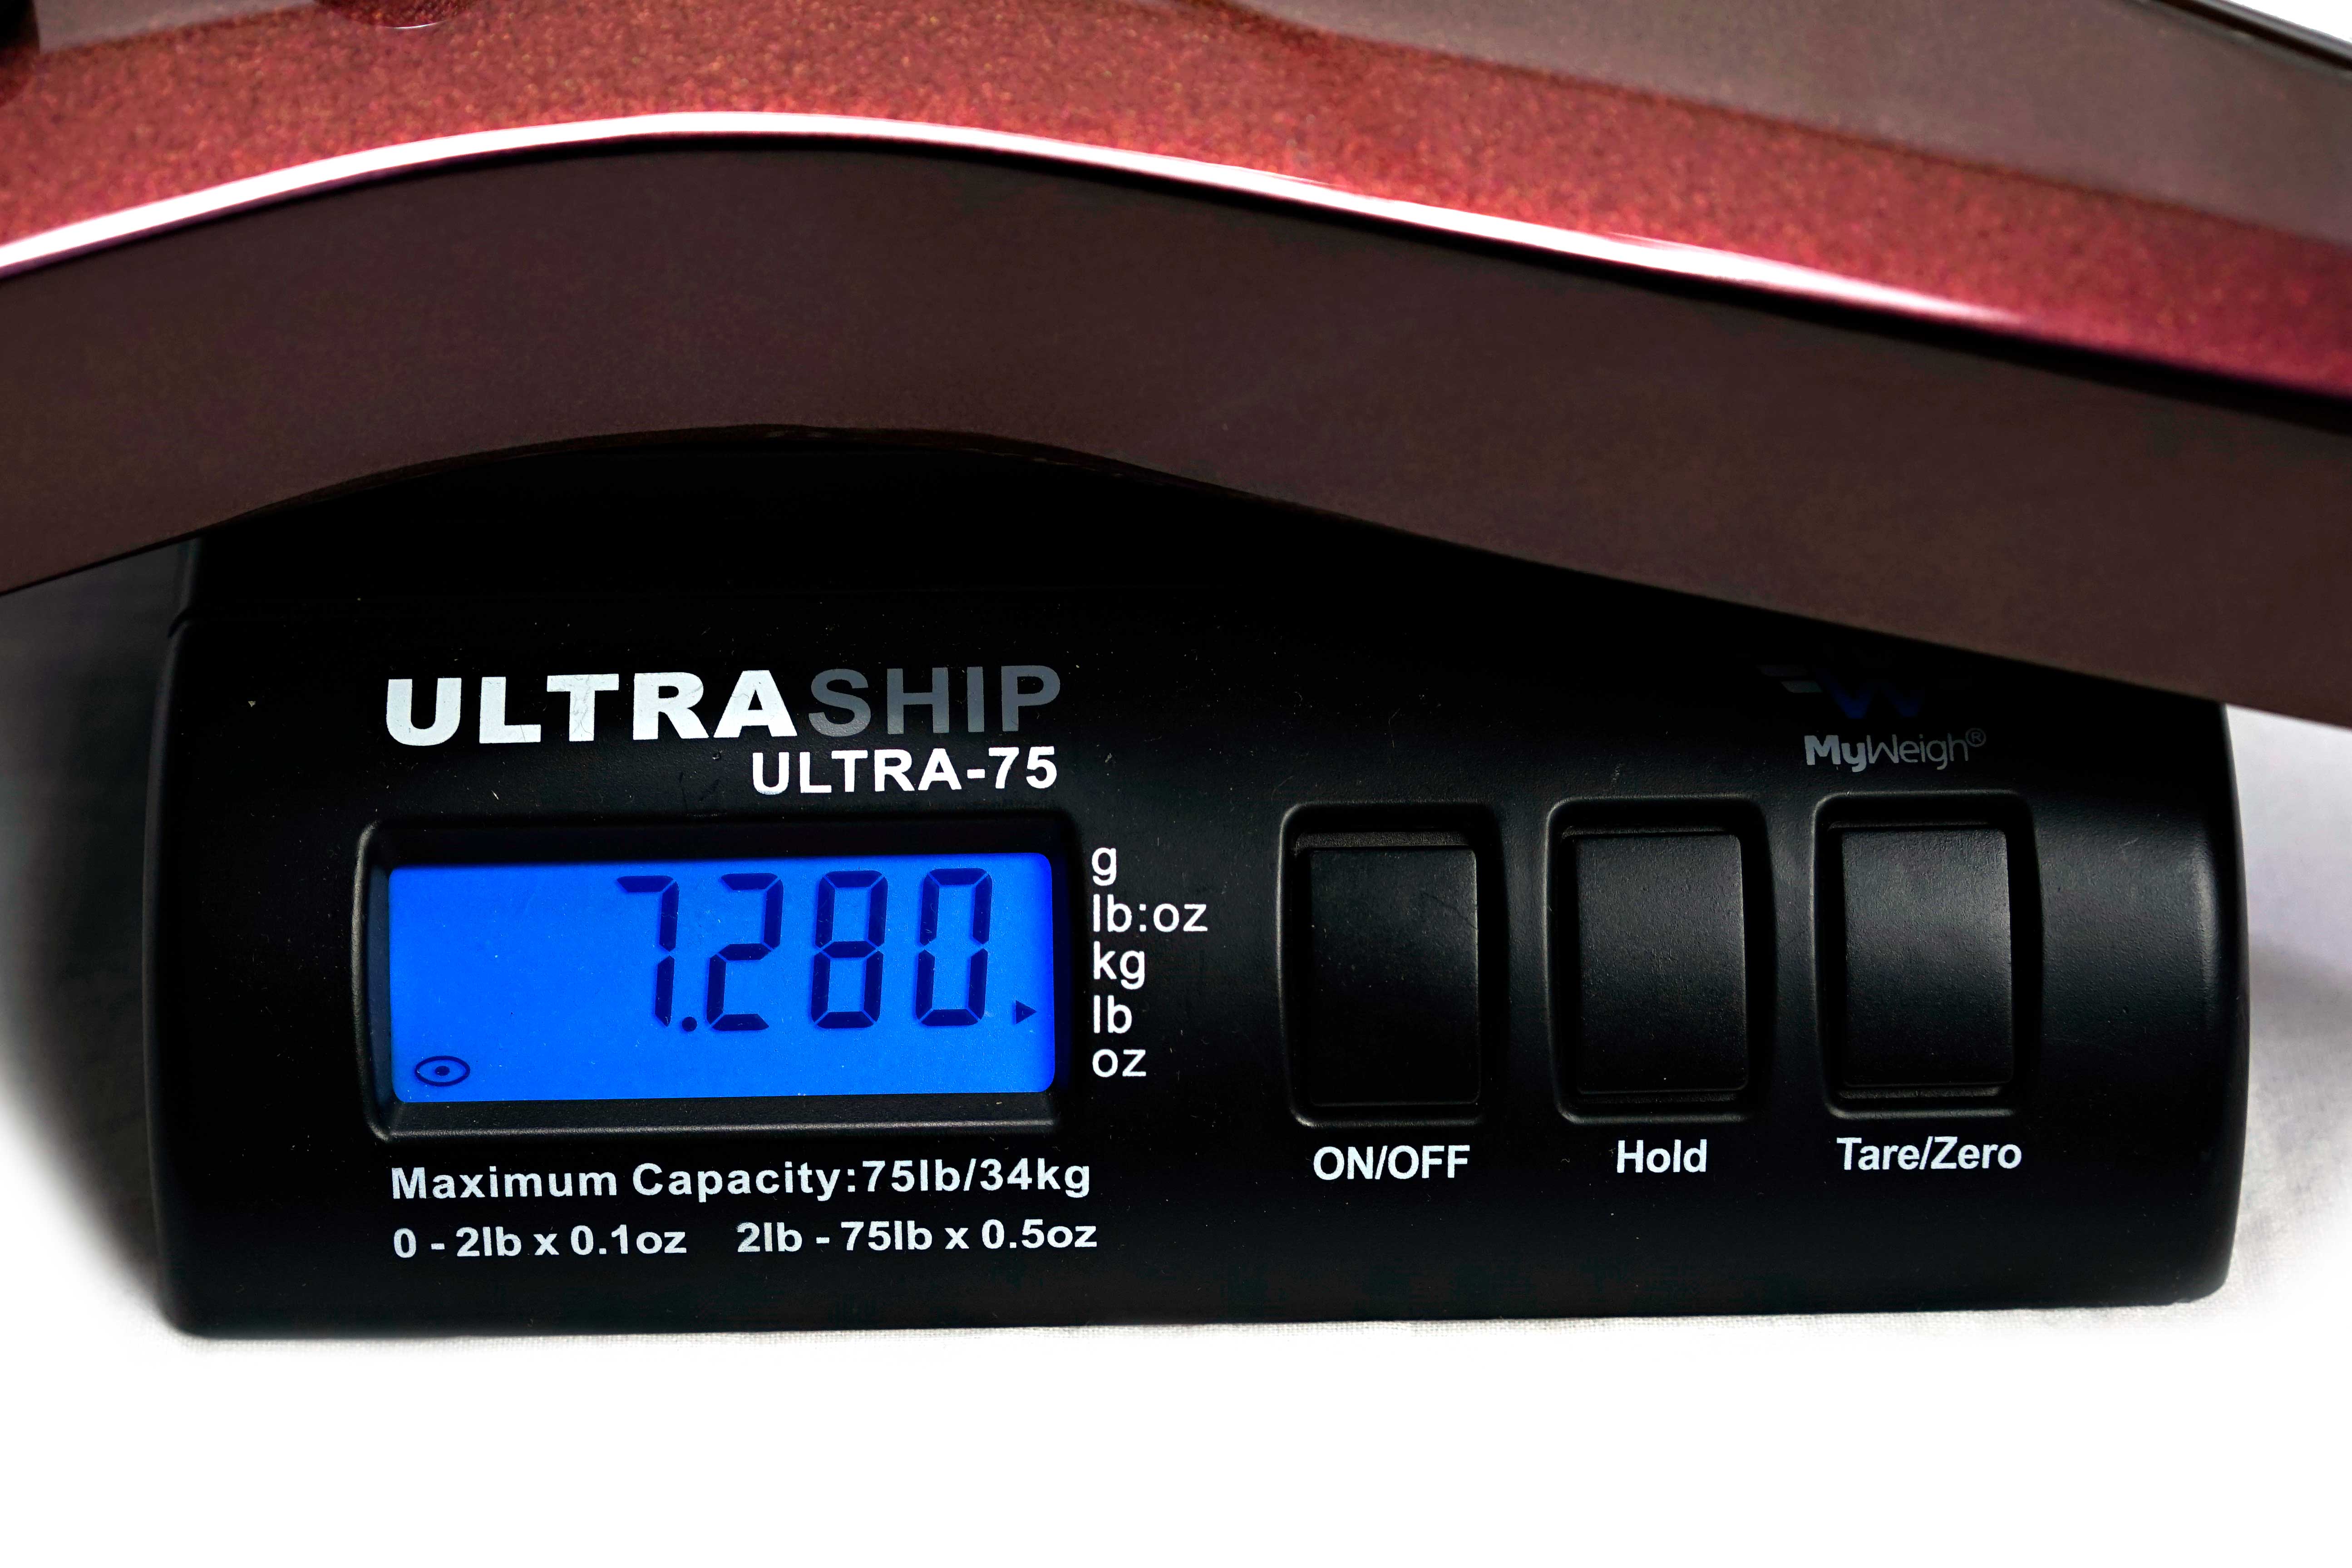 ULTRASHIP
ULTRA-75
MyWeigh®
7.280
g
lb:oz
kg
lb
oz
ON/OFF
Hold
Tare/Zero
Maximum Capacity:75lb/34kg
0 - 2lb x 0.1oz 2lb - 75lb x 0.5oz